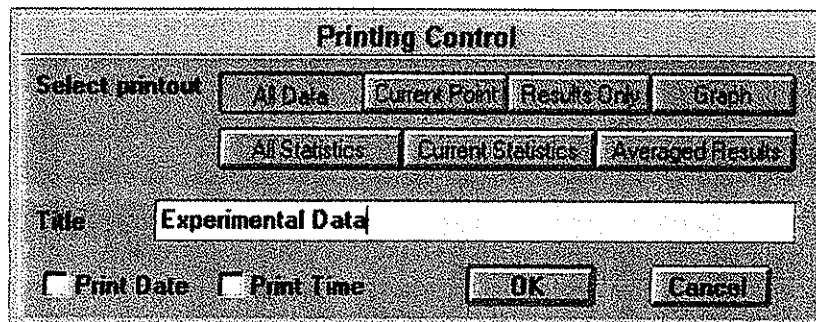 Printing Control
Select printout All Data Current Point Results Only Graph
All Statistics Current Statistics Averaged Results
Title Experimental Data
Print Date Print Time OK Cancel